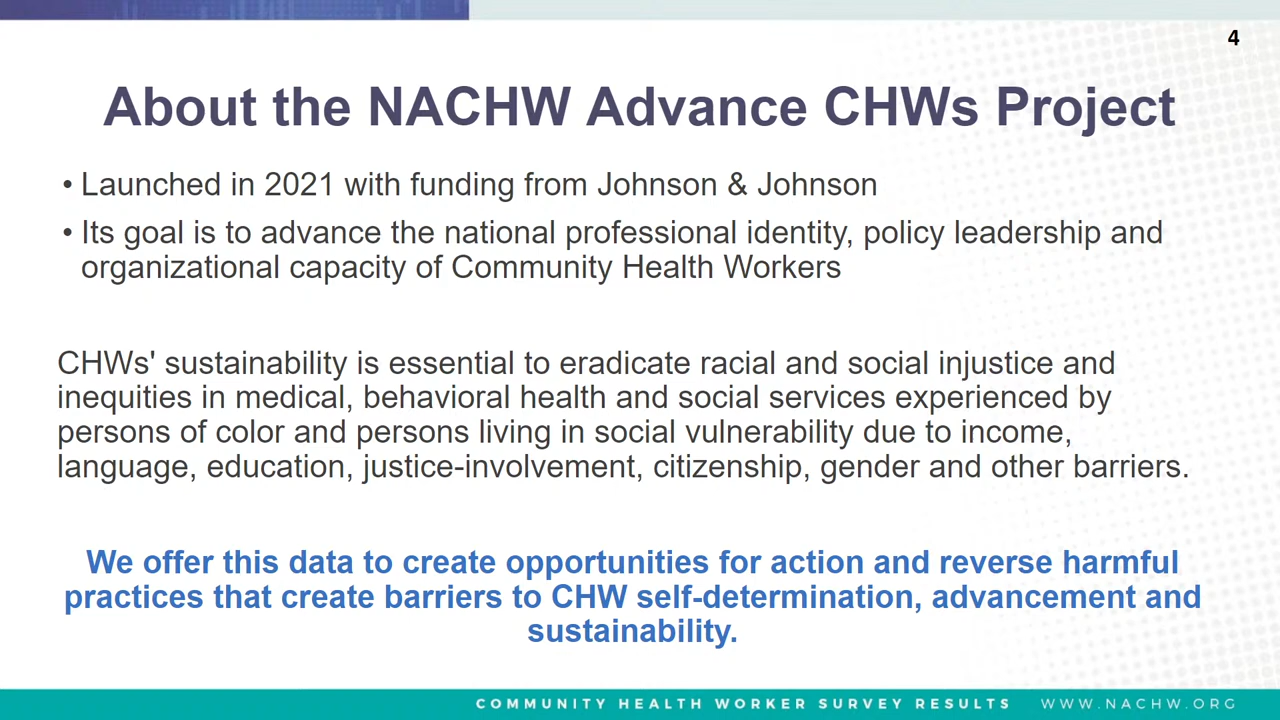 4
About the NACHW Advance CHWs Project
• Launched in 2021 with funding from Johnson & Johnson
• Its goal is to advance the national professional identity, policy leadership and
organizational capacity of Community Health Workers
CHWs' sustainability is essential to eradicate racial and social injustice and
inequities in medical, behavioral health and social services experienced by
persons of color and persons living in social vulnerability due to income,
language, education, justice-involvement, citizenship, gender and other barriers.
We offer this data to create opportunities for action and reverse harmful
practices that create barriers to CHW self-determination, advancement and
sustainability.
COMMUNITY HEALTH WORKER SURVEY RESULTS WWW.NACHW.ORG